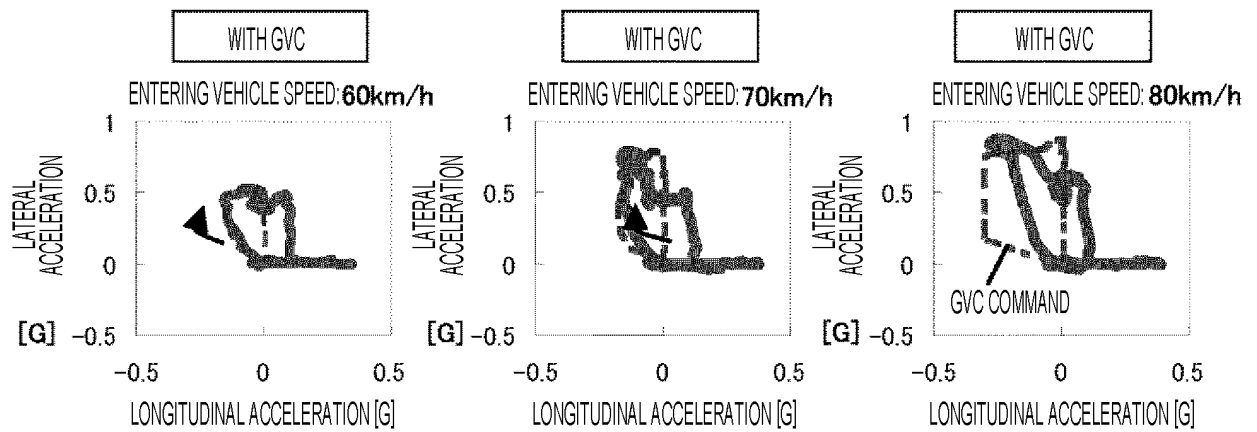 WITH GVC
ENTERING VEHICLE SPEED: 60km/h
1
0.5
0
-0.5
LATERAL
ACCELERATION
[G]
-0.5
0
0.5
LONGITUDINAL ACCELERATION [G]
WITH GVC
ENTERING VEHICLE SPEED: 70km/h
1
0.5
0
-0.5
LATERAL
ACCELERATION
[G]
-0.5
0
0.5
LONGITUDINAL ACCELERATION [G]
WITH GVC
ENTERING VEHICLE SPEED: 80km/h
1
0.5
0
-0.5
LATERAL
ACCELERATION
[G]
GVC COMMAND
-0.5
0
0.5
LONGITUDINAL ACCELERATION [G]